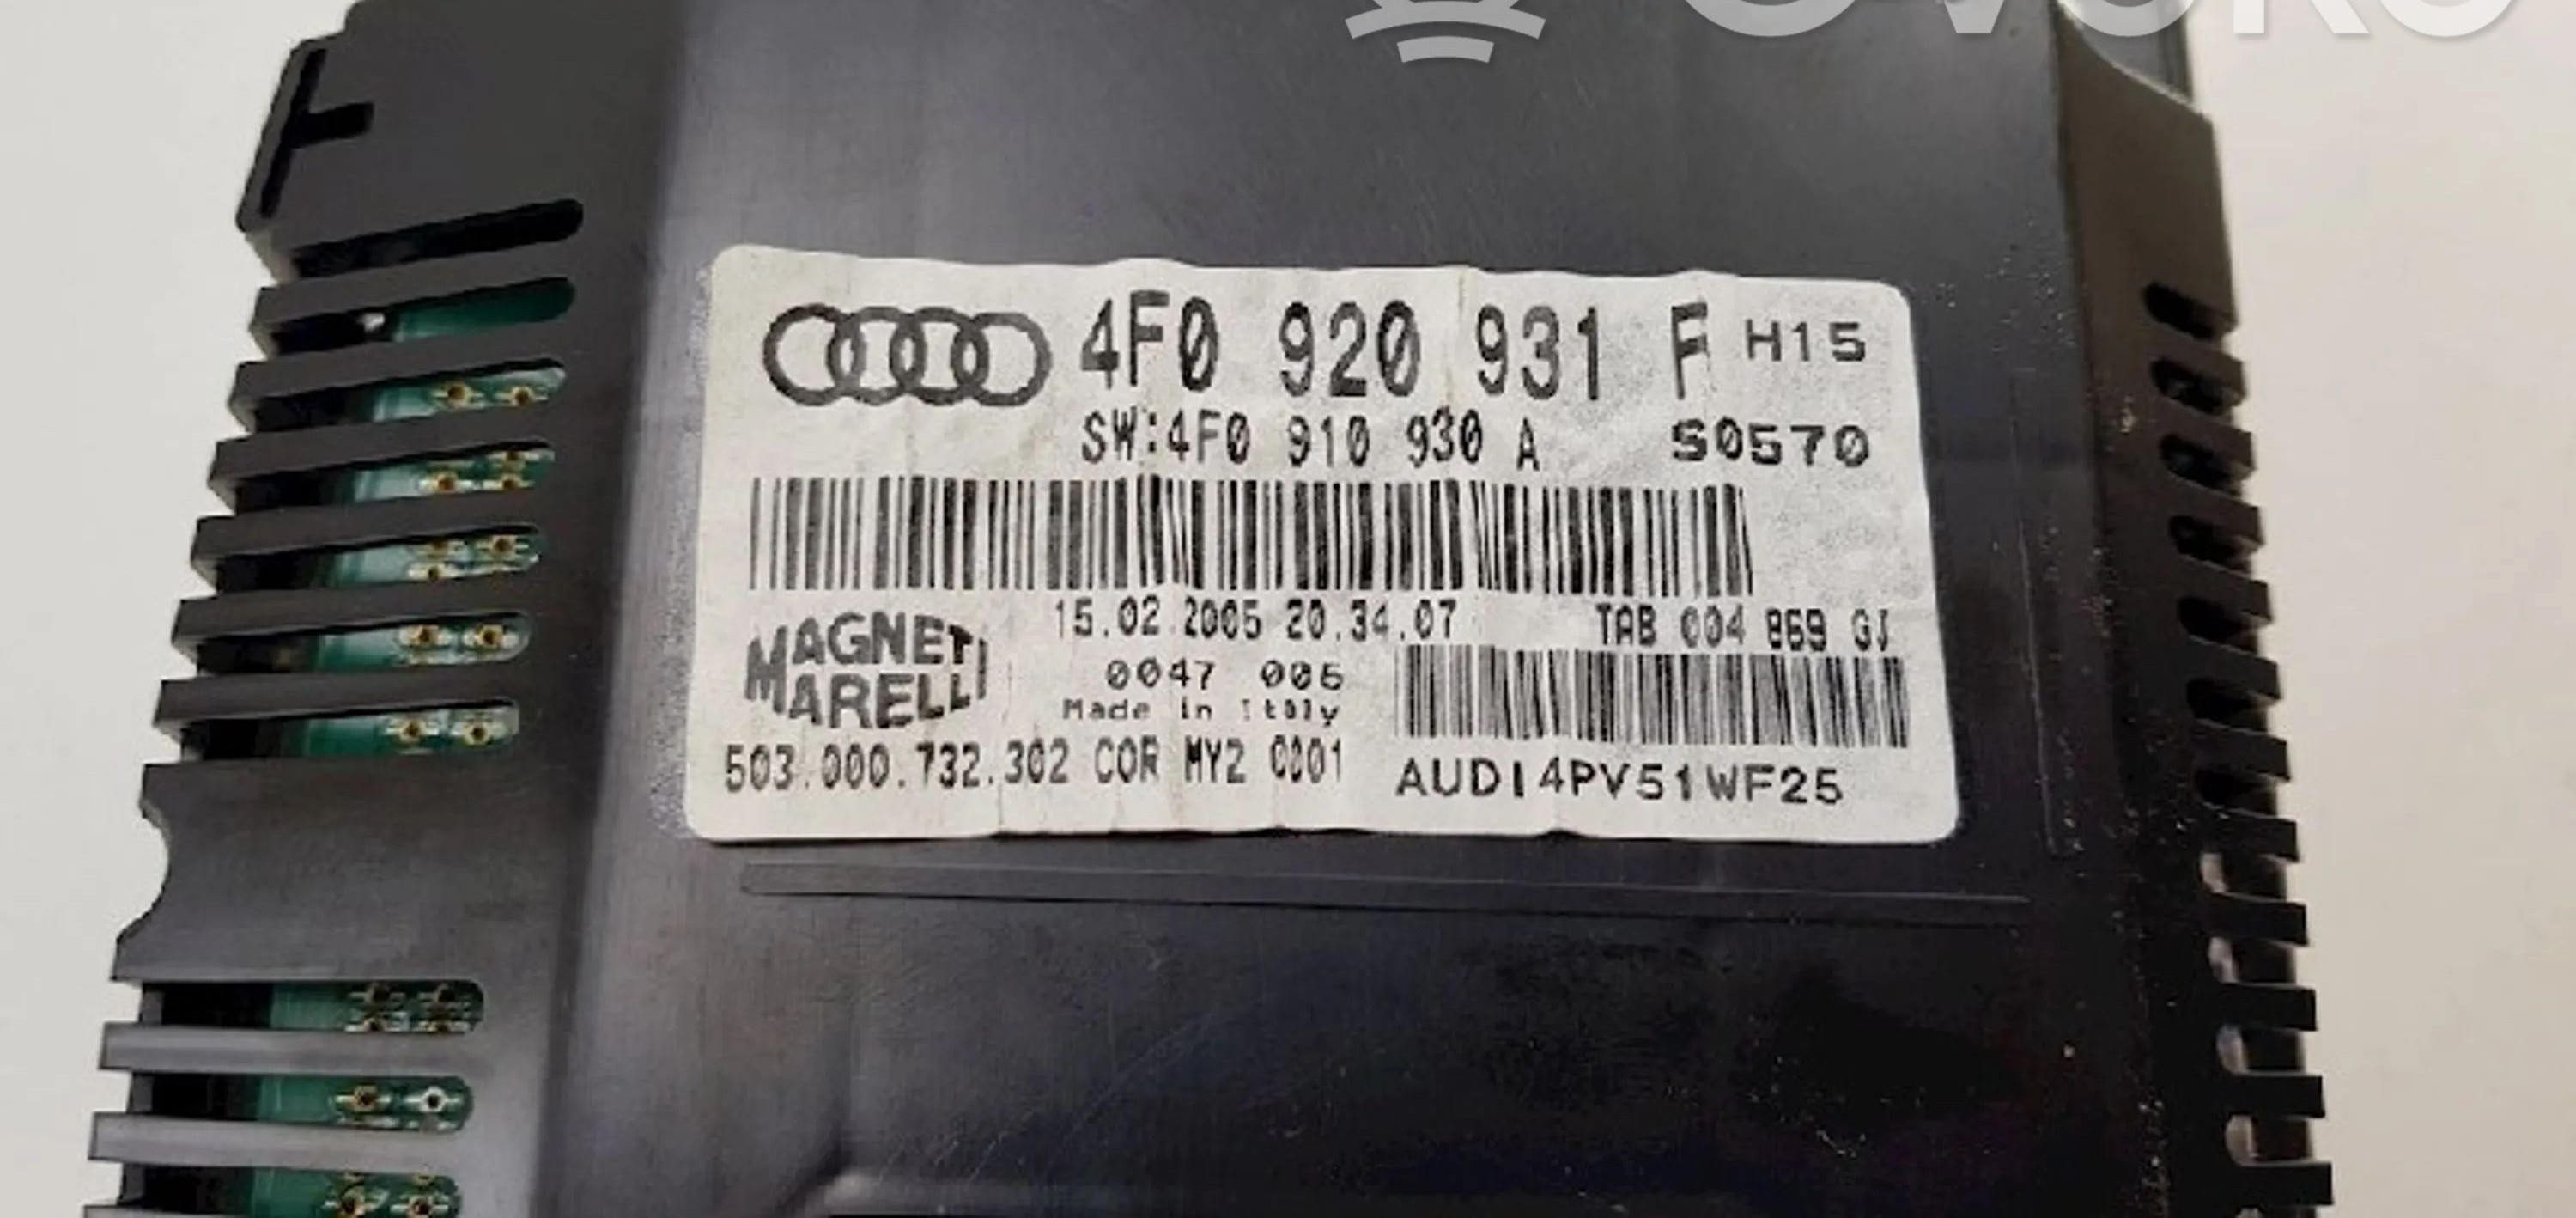 4F0 920 931 F H15
SW:4F0 910 930 A S0570
15.02.2005 20.34.07 TAB 004 869 GJ
MAGNETI MARELLI
0047 006
Made in Italy
503.000.732.302 COR MY2 0001
AUDI4PV51WF25